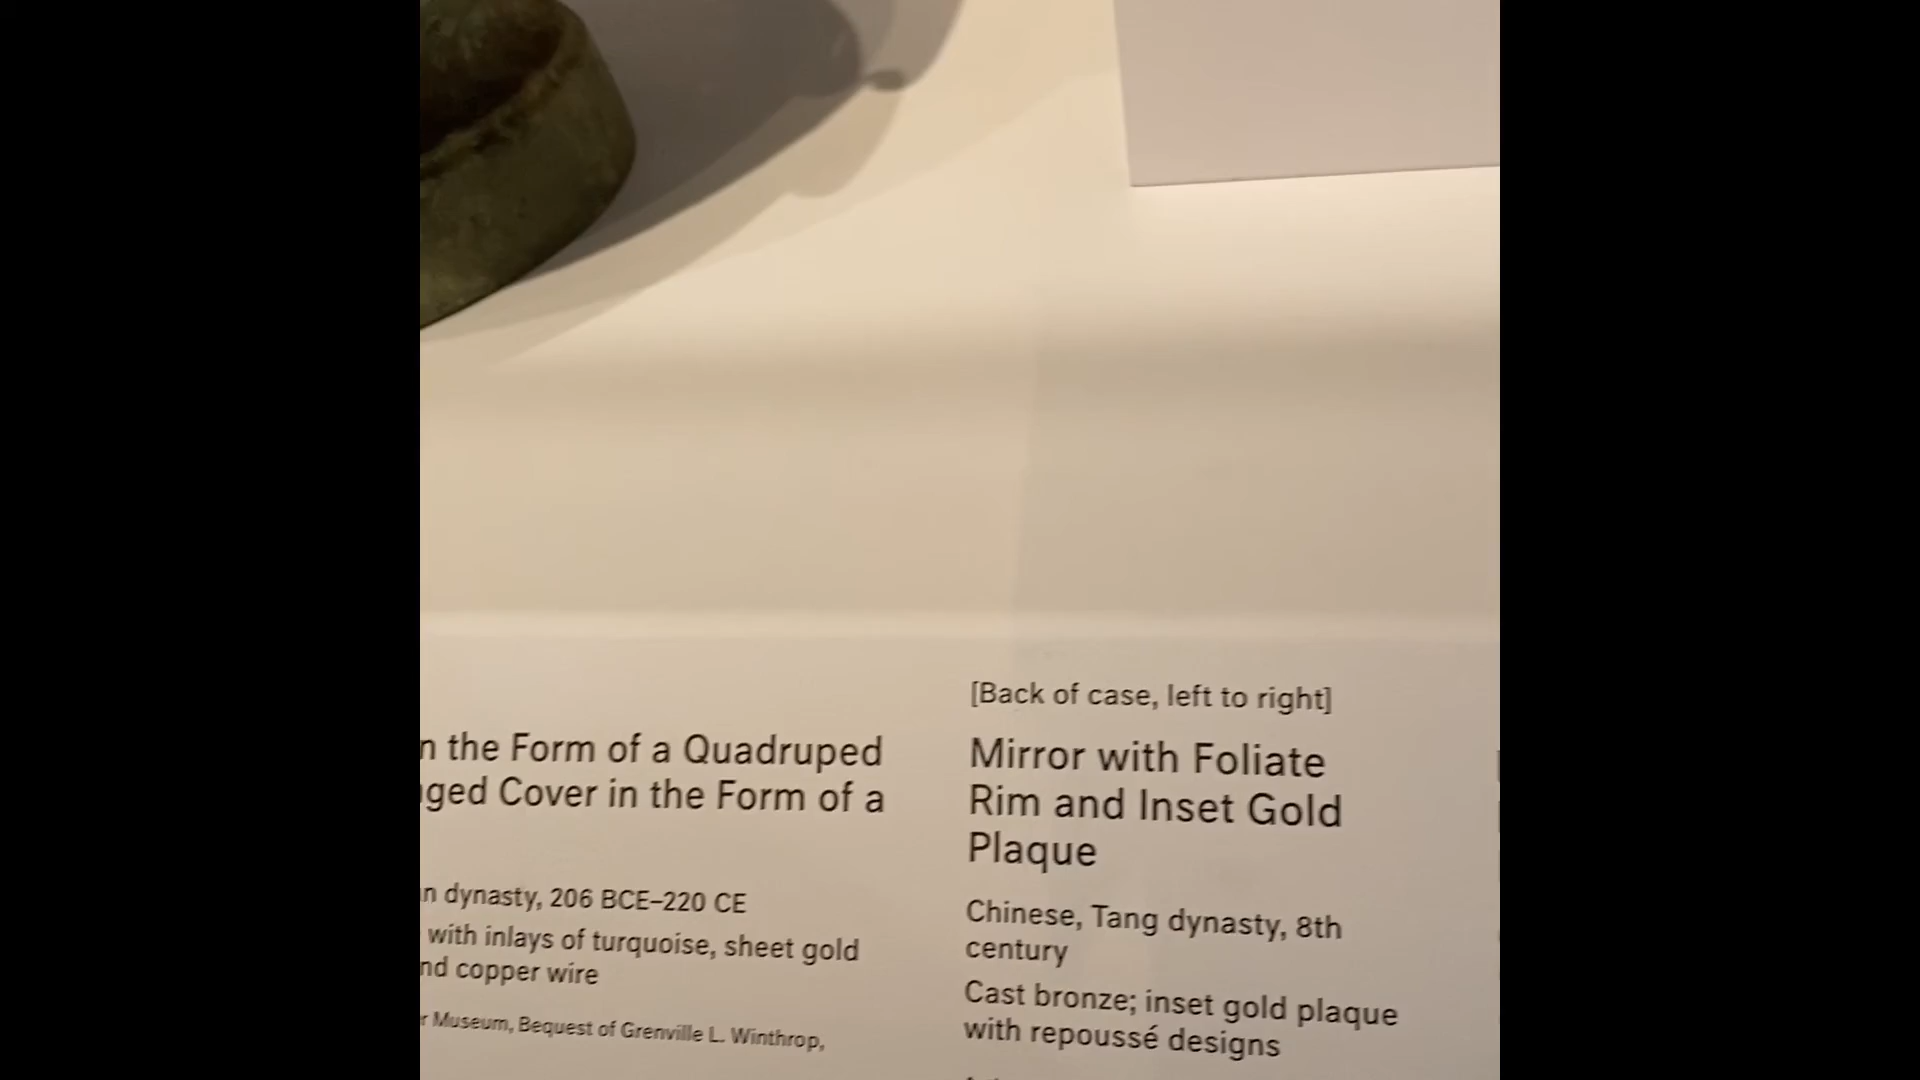 the Form of a Quadruped
Cover in the Form of a
dynasty, 206 BCE–220 CE
with inlays of turquoise, sheet gold
copper wire
Museum, Bequest of Grenville L. Winthrop,
[Back of case, left to right]
Mirror with Foliate
Rim and Inset Gold
Plaque
Chinese, Tang dynasty, 8th
century
Cast bronze; inset gold plaque
with repoussé designs